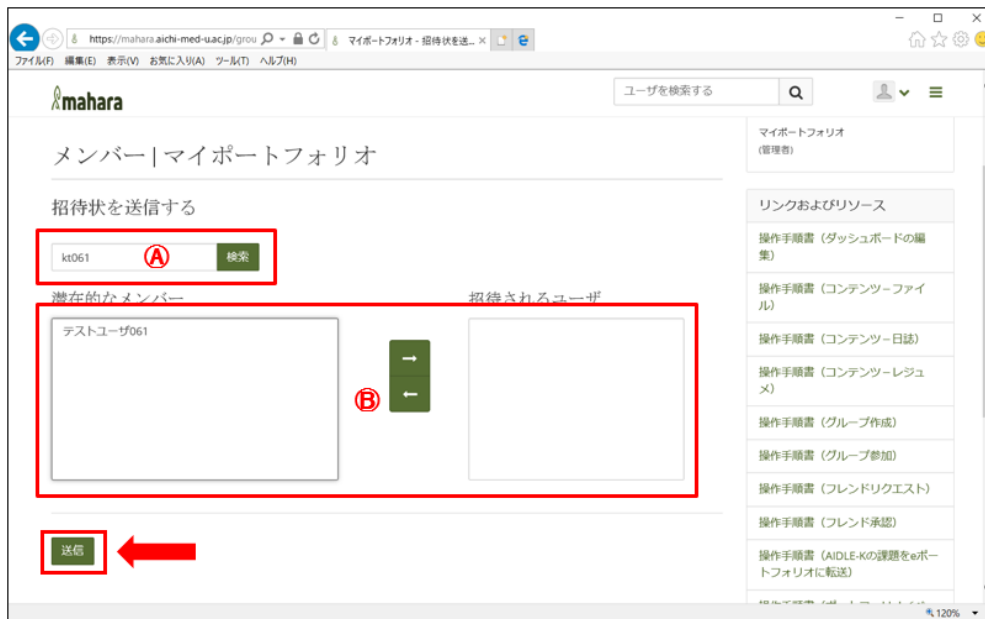 https://mahara.aichi-med-u.ac.jp/grou
マイポートフォリオ - 招待状を送...
ファイル(F) 編集(E) 表示(V) お気に入り(A) ツール(T) ヘルプ(H)
mahara
ユーザを検索する
マイポートフォリオ
(管理者)
メンバー | マイポートフォリオ
招待状を送信する
kt061
Ⓐ
検索
潜在的なメンバー
招待されるユーザ
テストユーザ061
→
←
Ⓑ
送信
リンクおよびリソース
操作手順書（ダッシュボードの編
集）
操作手順書（コンテンツ－ファイ
ル）
操作手順書（コンテンツ－日誌）
操作手順書（コンテンツ－レジュ
メ）
操作手順書（グループ作成）
操作手順書（グループ参加）
操作手順書（フレンドリクエスト）
操作手順書（フレンド承認）
操作手順書（AIDLE-Kの課題をeポー
トフォリオに転送）
120%